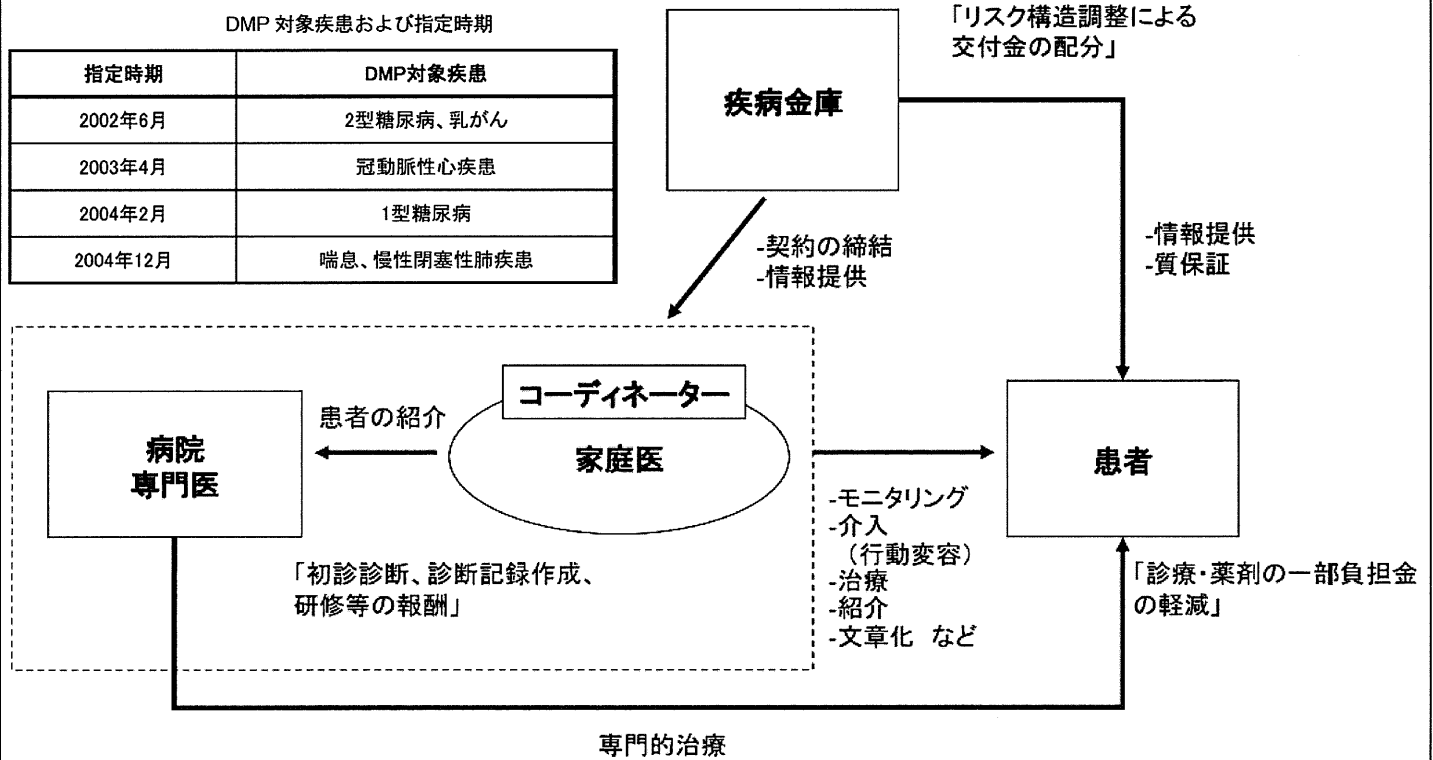 DMP 対象疾患および指定時期
指定時期 DMP対象疾患
2002年6月 2型糖尿病、乳がん
2003年4月 冠動脈性心疾患
2004年2月 1型糖尿病
2004年12月 喘息、慢性閉塞性肺疾患
疾病金庫
「リスク構造調整による
交付金の配分」
-契約の締結
-情報提供
-情報提供
-質保証
病院
専門医
患者の紹介
コーディネーター
家庭医
患者
「初診診断、診断記録作成、
研修等の報酬」
-モニタリング
-介入
（行動変容）
-治療
-紹介
-文章化 など
「診療・薬剤の一部負担金
の軽減」
専門的治療